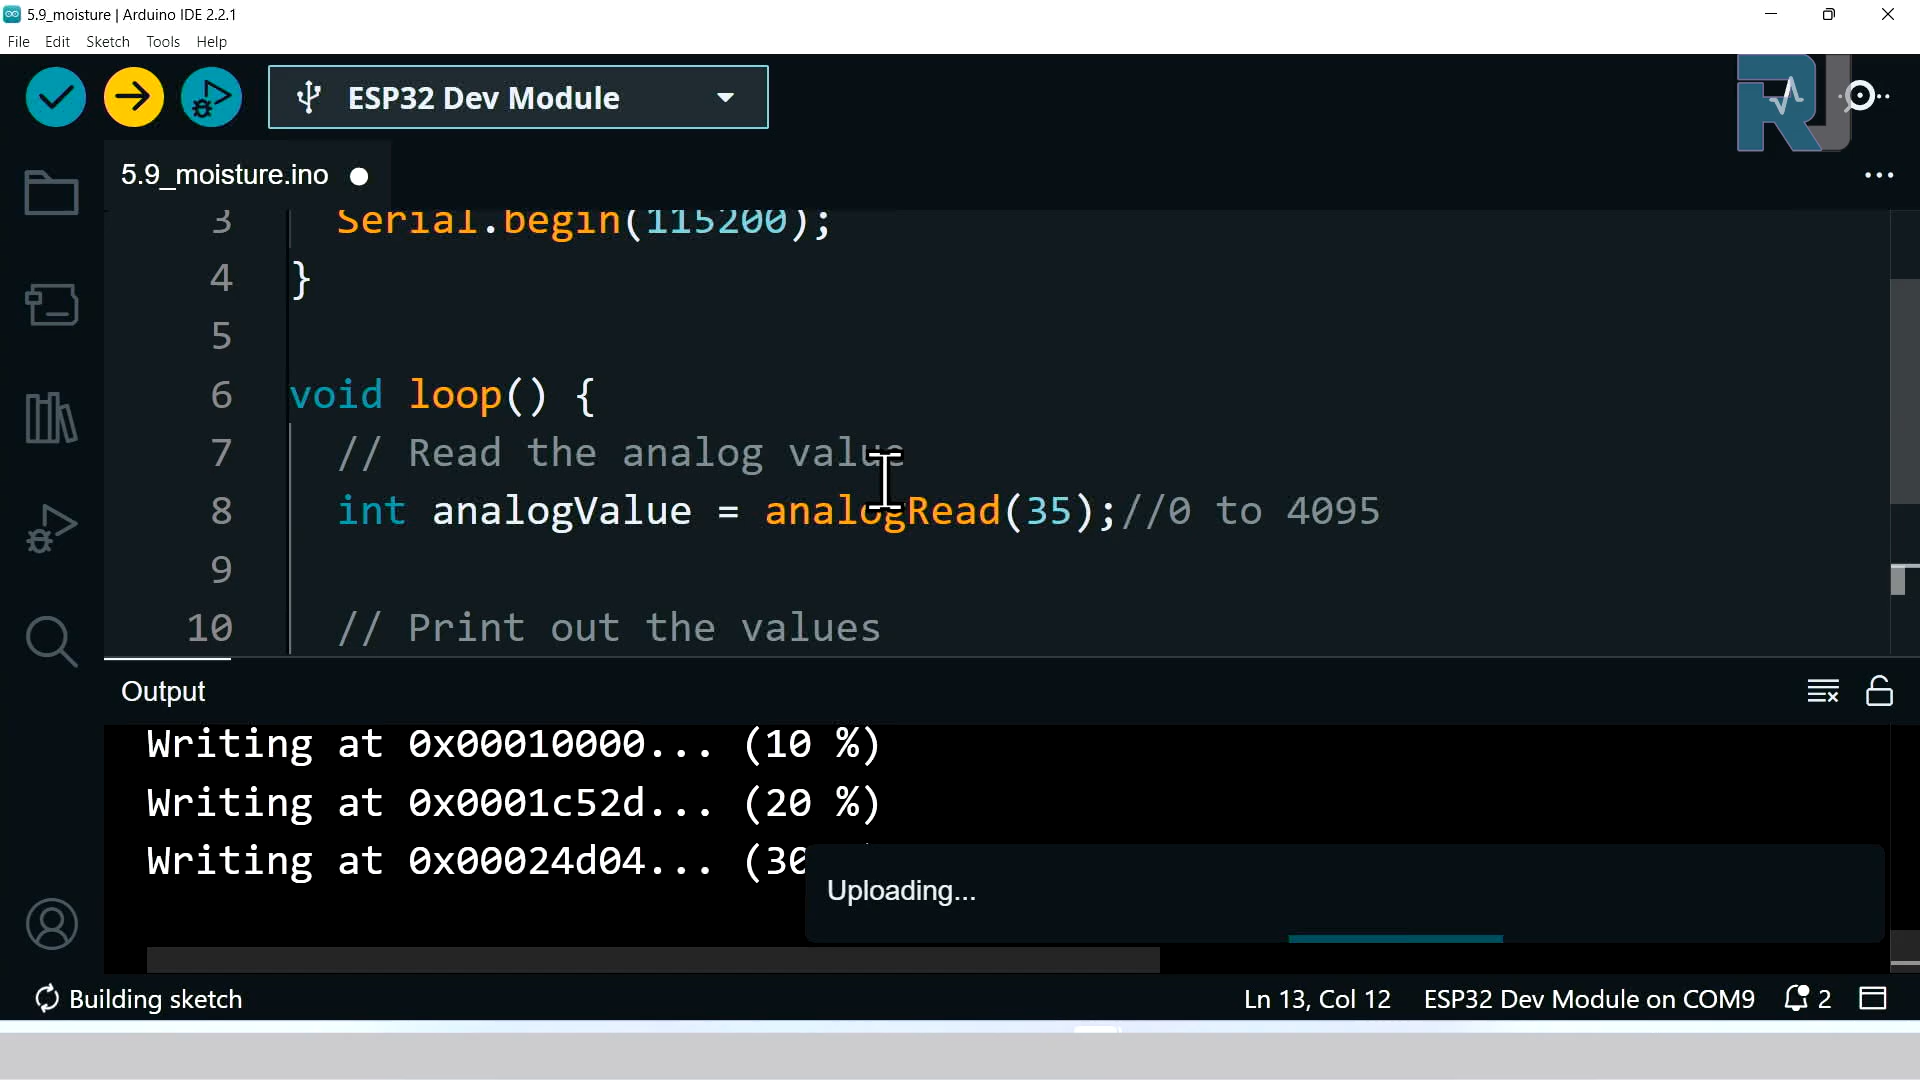 5.9_moisture | Arduino IDE 2.2.1
File Edit Sketch Tools Help
ESP32 Dev Module
RJ
5.9_moisture.ino
3 Serial.begin(115200);
4 }
5
6 void loop() {
7 // Read the analog value
8 int analogValue = analogRead(35);//0 to 4095
9
10 // Print out the values
Output
Writing at 0x00010000... (10 %)
Writing at 0x0001c52d... (20 %)
Writing at 0x00024d04... (30
Uploading...
Building sketch
Ln 13, Col 12 ESP32 Dev Module on COM9 2